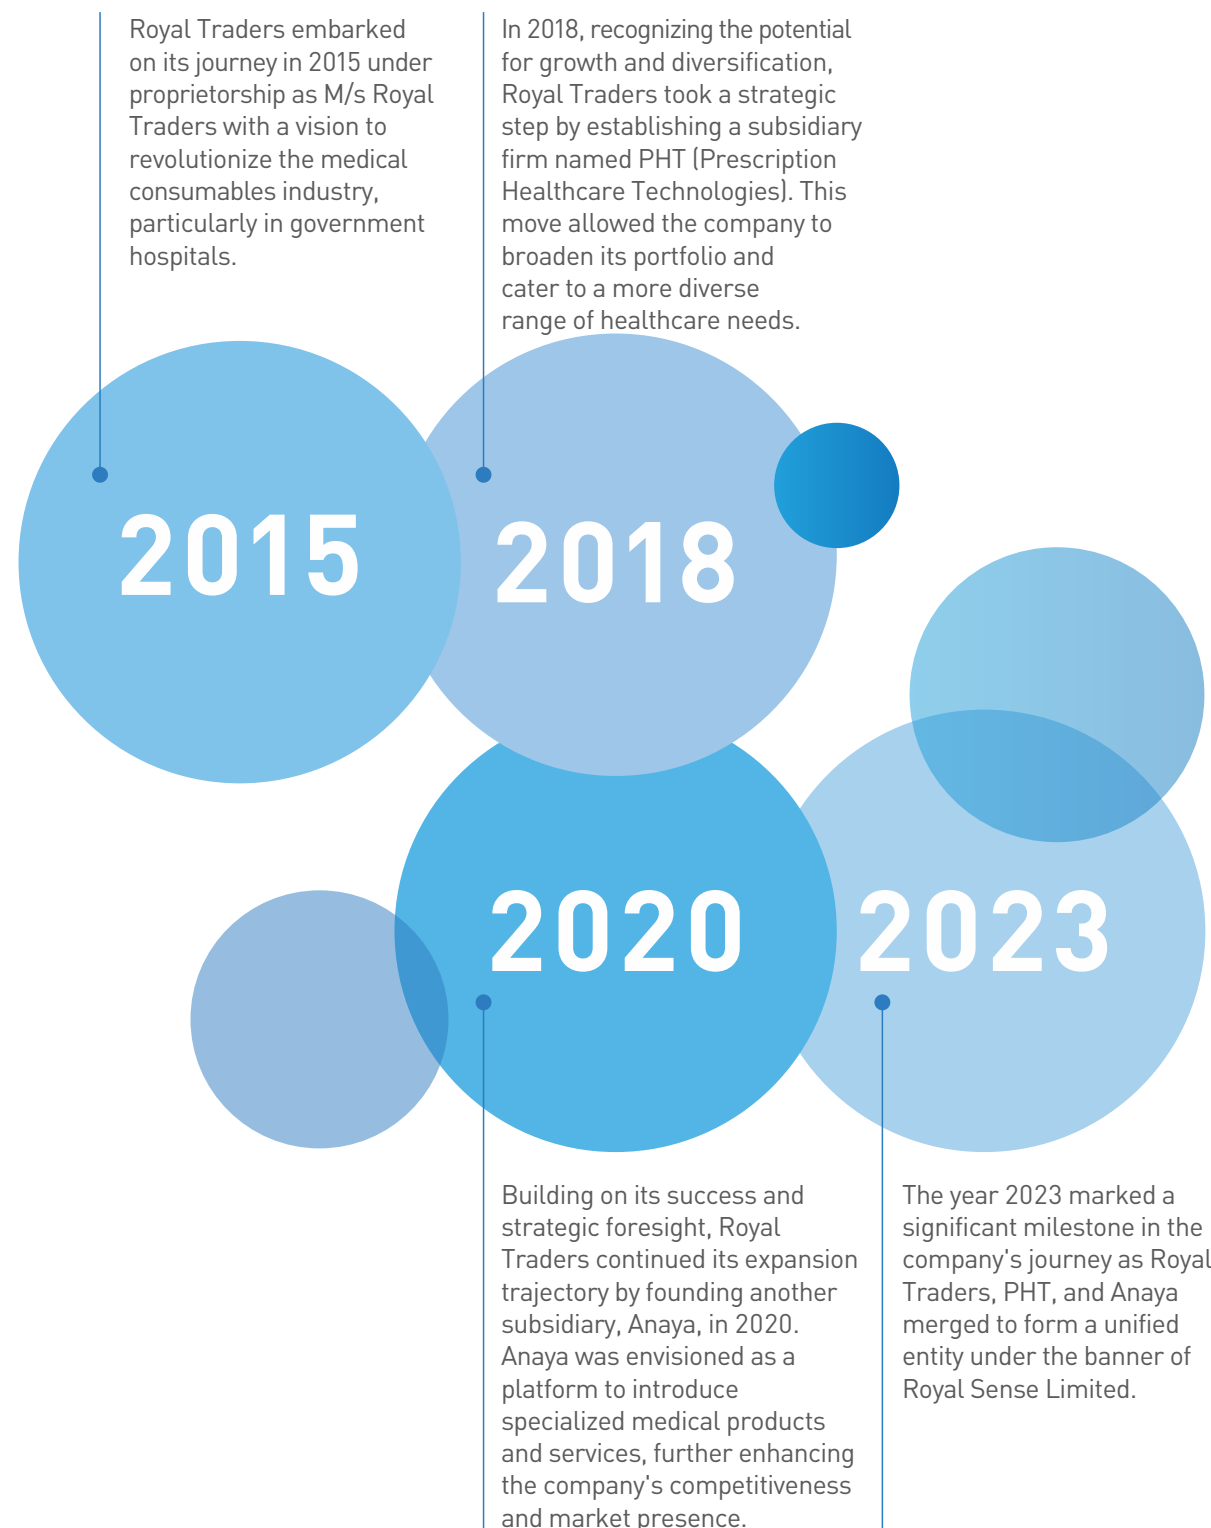 Royal Traders embarked
on its journey in 2015 under
proprietorship as M/s Royal
Traders with a vision to
revolutionize the medical
consumables industry,
particularly in government
hospitals.
In 2018, recognizing the potential
for growth and diversification,
Royal Traders took a strategic
step by establishing a subsidiary
firm named PHT (Prescription
Healthcare Technologies). This
move allowed the company to
broaden its portfolio and
cater to a more diverse
range of healthcare needs.
2015
2018
2020
2023
Building on its success and
strategic foresight, Royal
Traders continued its expansion
trajectory by founding another
subsidiary, Anaya, in 2020.
Anaya was envisioned as a
platform to introduce
specialized medical products
and services, further enhancing
the company's competitiveness
and market presence.
The year 2023 marked a
significant milestone in the
company's journey as Royal
Traders, PHT, and Anaya
merged to form a unified
entity under the banner of
Royal Sense Limited.